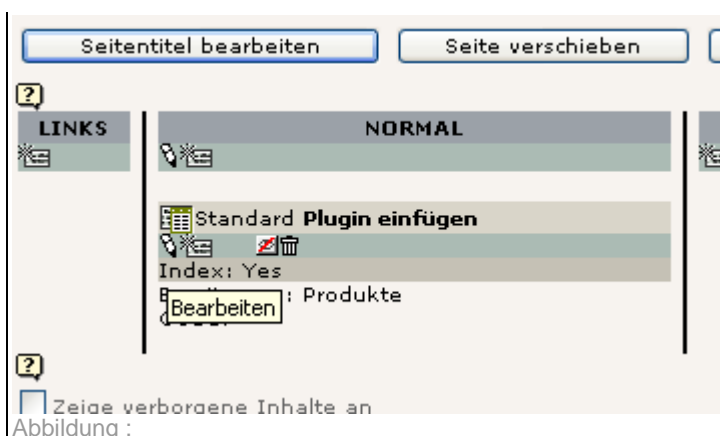 Seitentitel bearbeiten Seite verschieben
LINKS NORMAL
Standard Plugin einfügen
Index: Yes
: Produkte
Bearbeiten
Zeige verborgene Inhalte an
Abbildung :